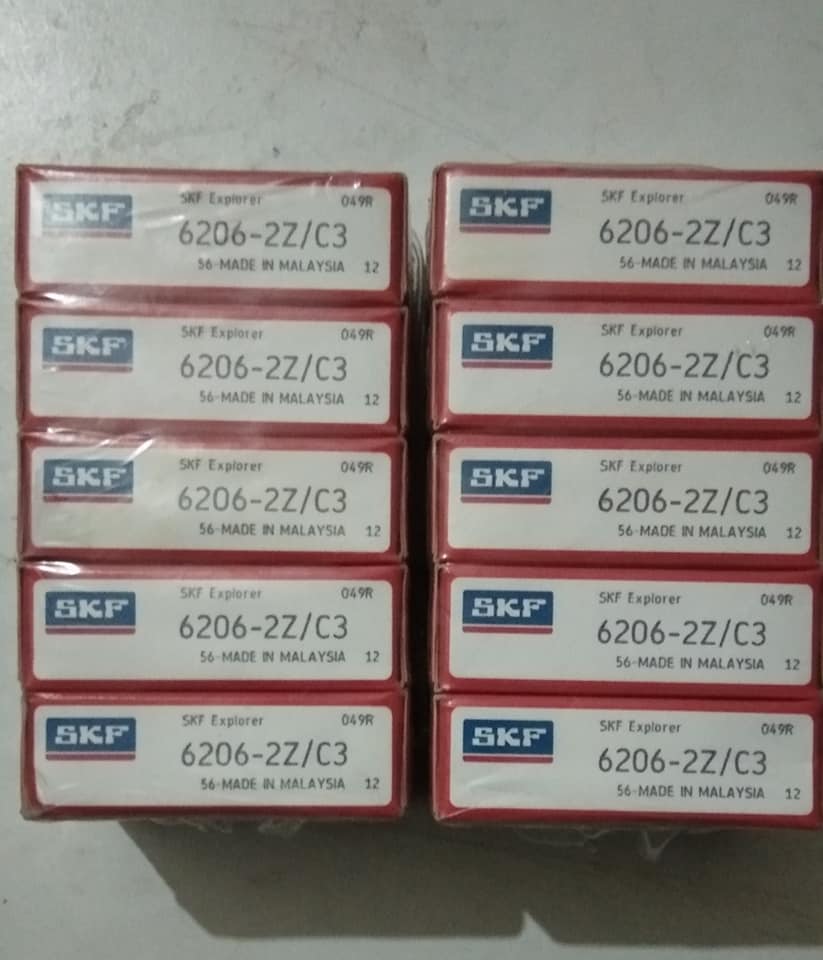 SKF SKF Explorer 049R
6206-2Z/C3
56-MADE IN MALAYSIA 12
SKF SKF Explorer 049R
6206-2Z/C3
56-MADE IN MALAYSIA 12
SKF SKF Explorer 049R
6206-2Z/C3
56-MADE IN MALAYSIA 12
SKF SKF Explorer 049R
6206-2Z/C3
56-MADE IN MALAYSIA 12
SKF SKF Explorer 049R
6206-2Z/C3
56-MADE IN MALAYSIA 12
SKF SKF Explorer 049R
6206-2Z/C3
56-MADE IN MALAYSIA 12
SKF SKF Explorer 049R
6206-2Z/C3
56-MADE IN MALAYSIA 12
SKF SKF Explorer 049R
6206-2Z/C3
56-MADE IN MALAYSIA 12
SKF SKF Explorer 049R
6206-2Z/C3
56-MADE IN MALAYSIA 12
SKF SKF Explorer 049R
6206-2Z/C3
56-MADE IN MALAYSIA 12